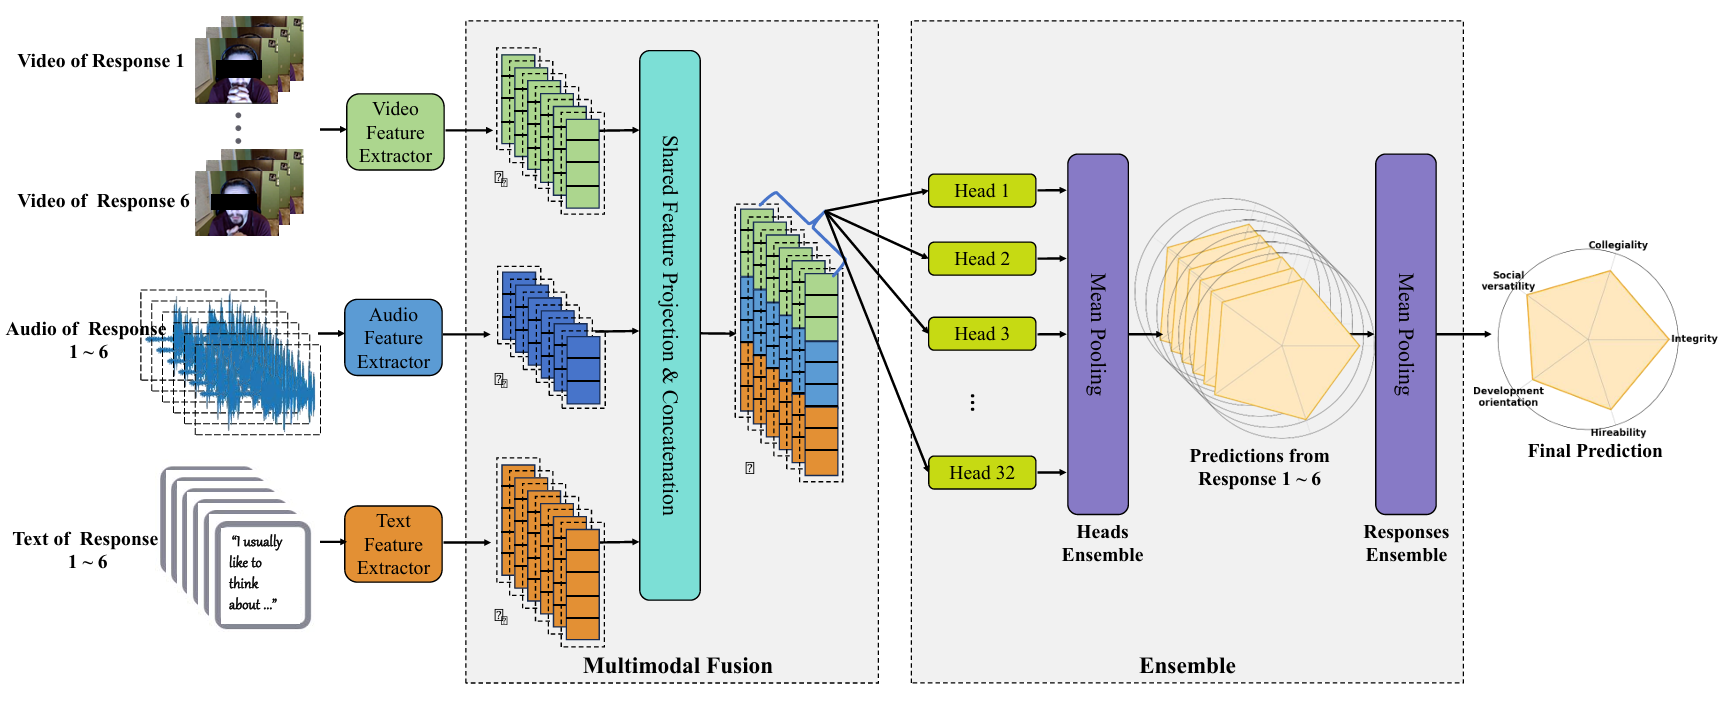 Video of Response 1
Video of Response 6
Audio of Response
1 ~ 6
Text of Response
1 ~ 6
"I usually
like to
think
about ..."
Video
Feature
Extractor
Audio
Feature
Extractor
Text
Feature
Extractor
Shared Feature Projection & Concatenation
Multimodal Fusion
Head 1
Head 2
Head 3
...
Head 32
Mean Pooling
Heads
Ensemble
Predictions from
Response 1 ~ 6
Mean Pooling
Responses
Ensemble
Ensemble
Collegiality
Social
versatility
Integrity
Development
orientation
Hireability
Final Prediction